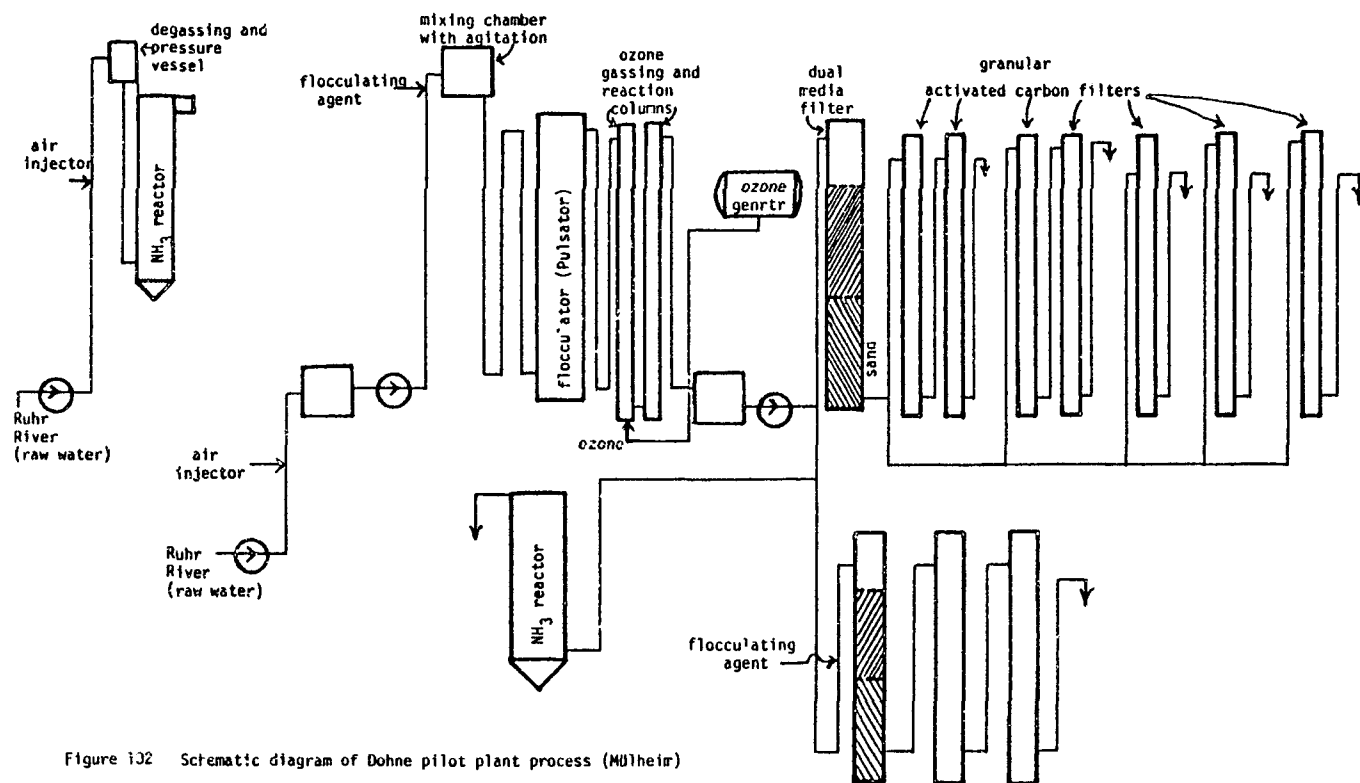 degassing and
pressure
vessel
air
injector
NH3 reactor
Ruhr
River
(raw water)
mixing chamber
with agitation
flocculating
agent
air
injector
Ruhr
River
(raw water)
flocculator (Pulsator)
ozone
gassing and
reaction
columns
ozone
ozone
genrtr
dual
media
filter
sand
granular
activated carbon filters
NH3 reactor
flocculating
agent
Figure 132 Schematic diagram of Dohne pilot plant process (Mülheim)